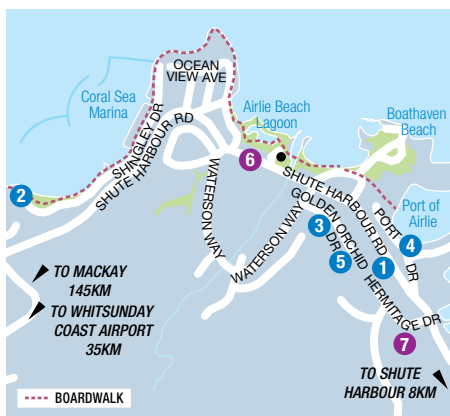 OCEAN
VIEW AVE
Coral Sea
Marina
SHINGLEY DR
SHUTE HARBOUR RD
Airlie Beach
Lagoon
Boathaven
Beach
6
2
WATERSON WAY
WATERSON WAY
SHUTE HARBOUR RD
GOLDEN ORCHID
DR
3
5
Port of
Airlie
PORT
DR
4
1
HERMITAGE DR
7
TO MACKAY
145KM
TO WHITSUNDAY
COAST AIRPORT
35KM
TO SHUTE
HARBOUR 8KM
BOARDWALK